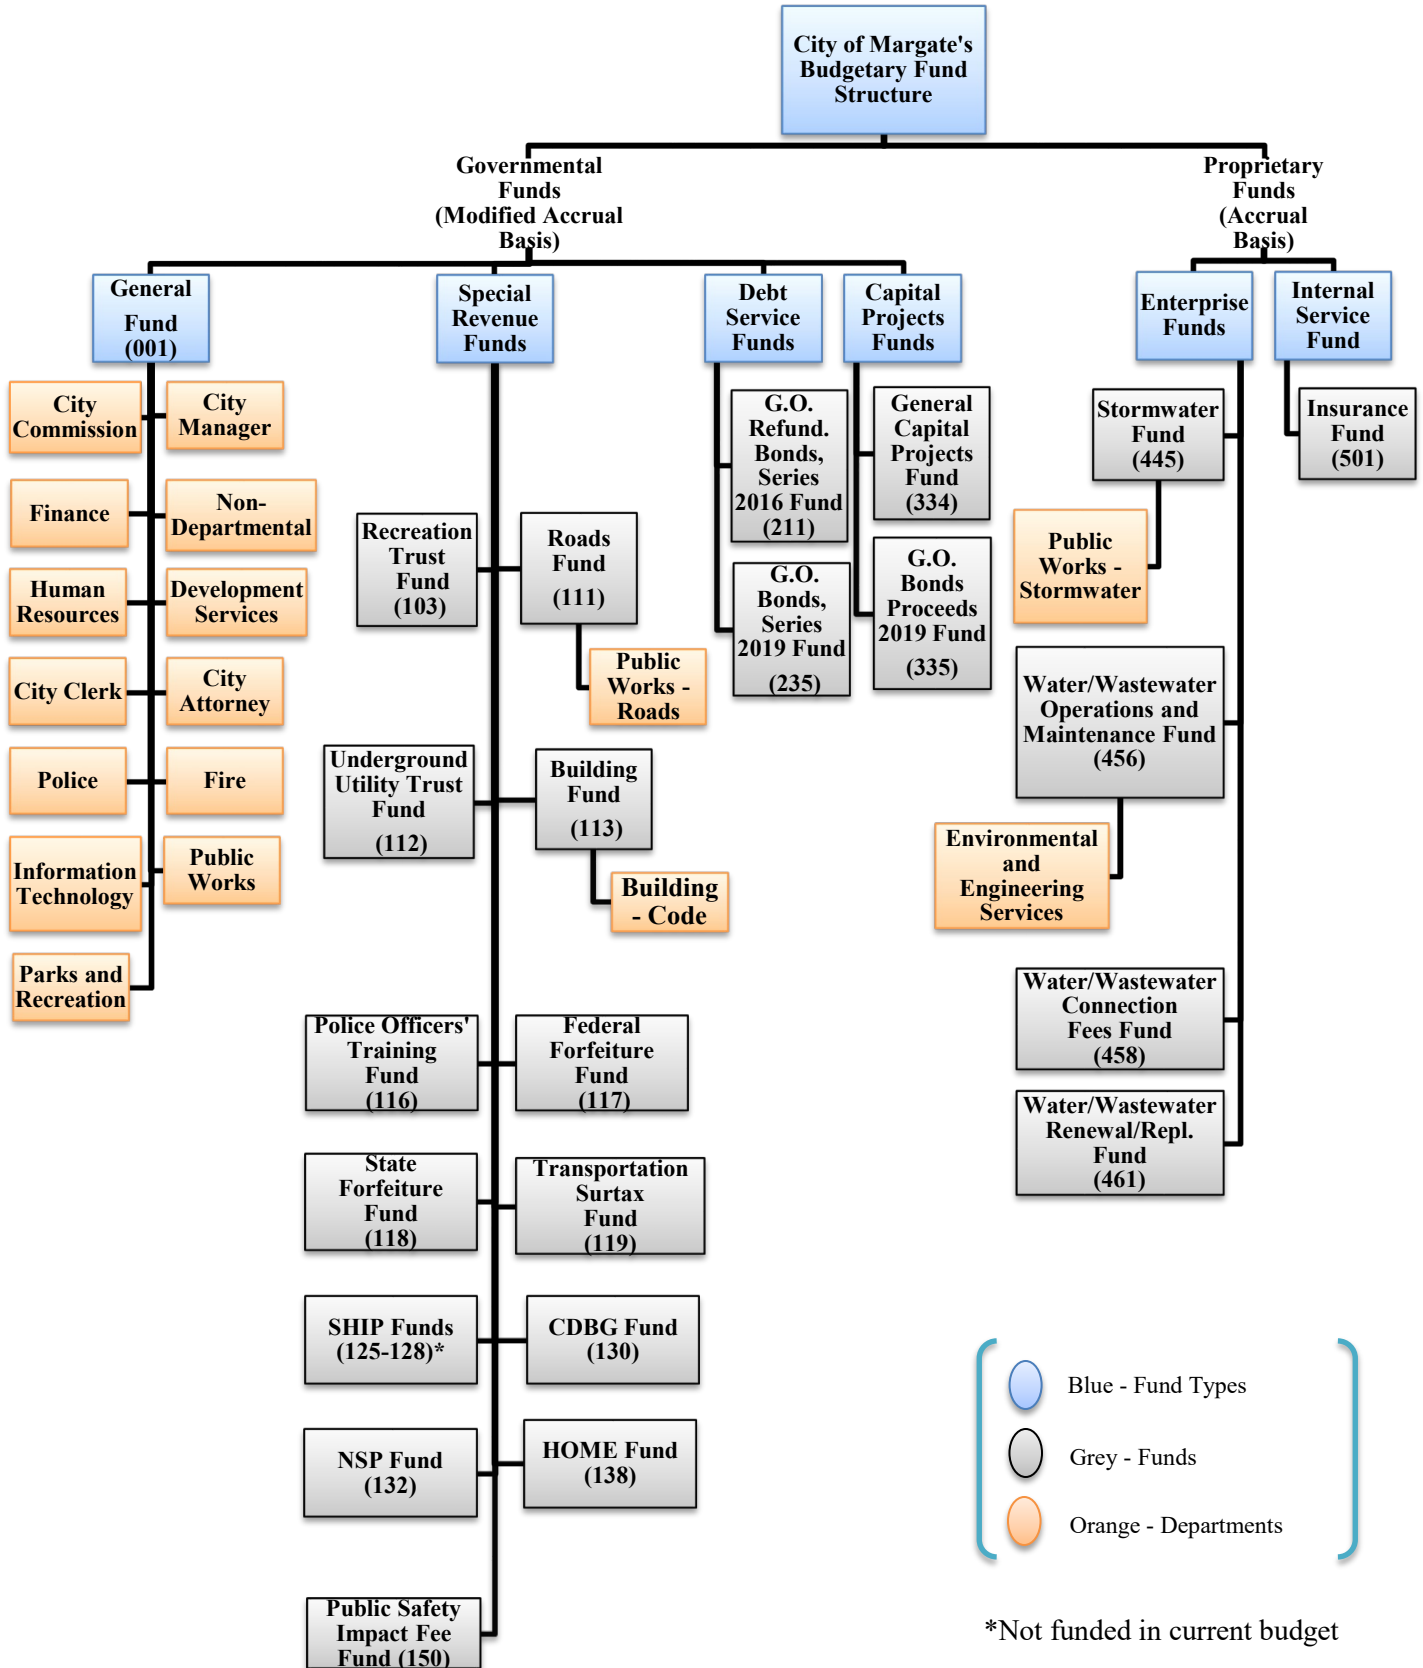 City of Margate's
Budgetary Fund
Structure
Governmental
Funds
(Modified Accrual
Basis)
Proprietary
Funds
(Accrual
Basis)
General
Fund
(001)
Special
Revenue
Funds
Debt
Service
Funds
Capital
Projects
Funds
Enterprise
Funds
Internal
Service
Fund
City
Commission
City
Manager
Finance
Non-
Departmental
Human
Resources
Development
Services
City Clerk
City
Attorney
Police
Fire
Information
Technology
Public
Works
Parks and
Recreation
Recreation
Trust
Fund
(103)
Roads
Fund
(111)
Public
Works -
Roads
Underground
Utility Trust
Fund
(112)
Building
Fund
(113)
Building
- Code
Police Officers'
Training
Fund
(116)
Federal
Forfeiture
Fund
(117)
State
Forfeiture
Fund
(118)
Transportation
Surtax
Fund
(119)
SHIP Funds
(125-128)*
CDBG Fund
(130)
NSP Fund
(132)
HOME Fund
(138)
Public Safety
Impact Fee
Fund (150)
G.O.
Refund.
Bonds,
Series
2016 Fund
(211)
G.O.
Bonds,
Series
2019 Fund
(235)
General
Capital
Projects
Fund
(334)
G.O.
Bonds
Proceeds
2019 Fund
(335)
Stormwater
Fund
(445)
Public
Works -
Stormwater
Water/Wastewater
Operations and
Maintenance Fund
(456)
Environmental
and
Engineering
Services
Water/Wastewater
Connection
Fees Fund
(458)
Water/Wastewater
Renewal/Repl.
Fund
(461)
Insurance
Fund
(501)
Blue - Fund Types
Grey - Funds
Orange - Departments
*Not funded in current budget